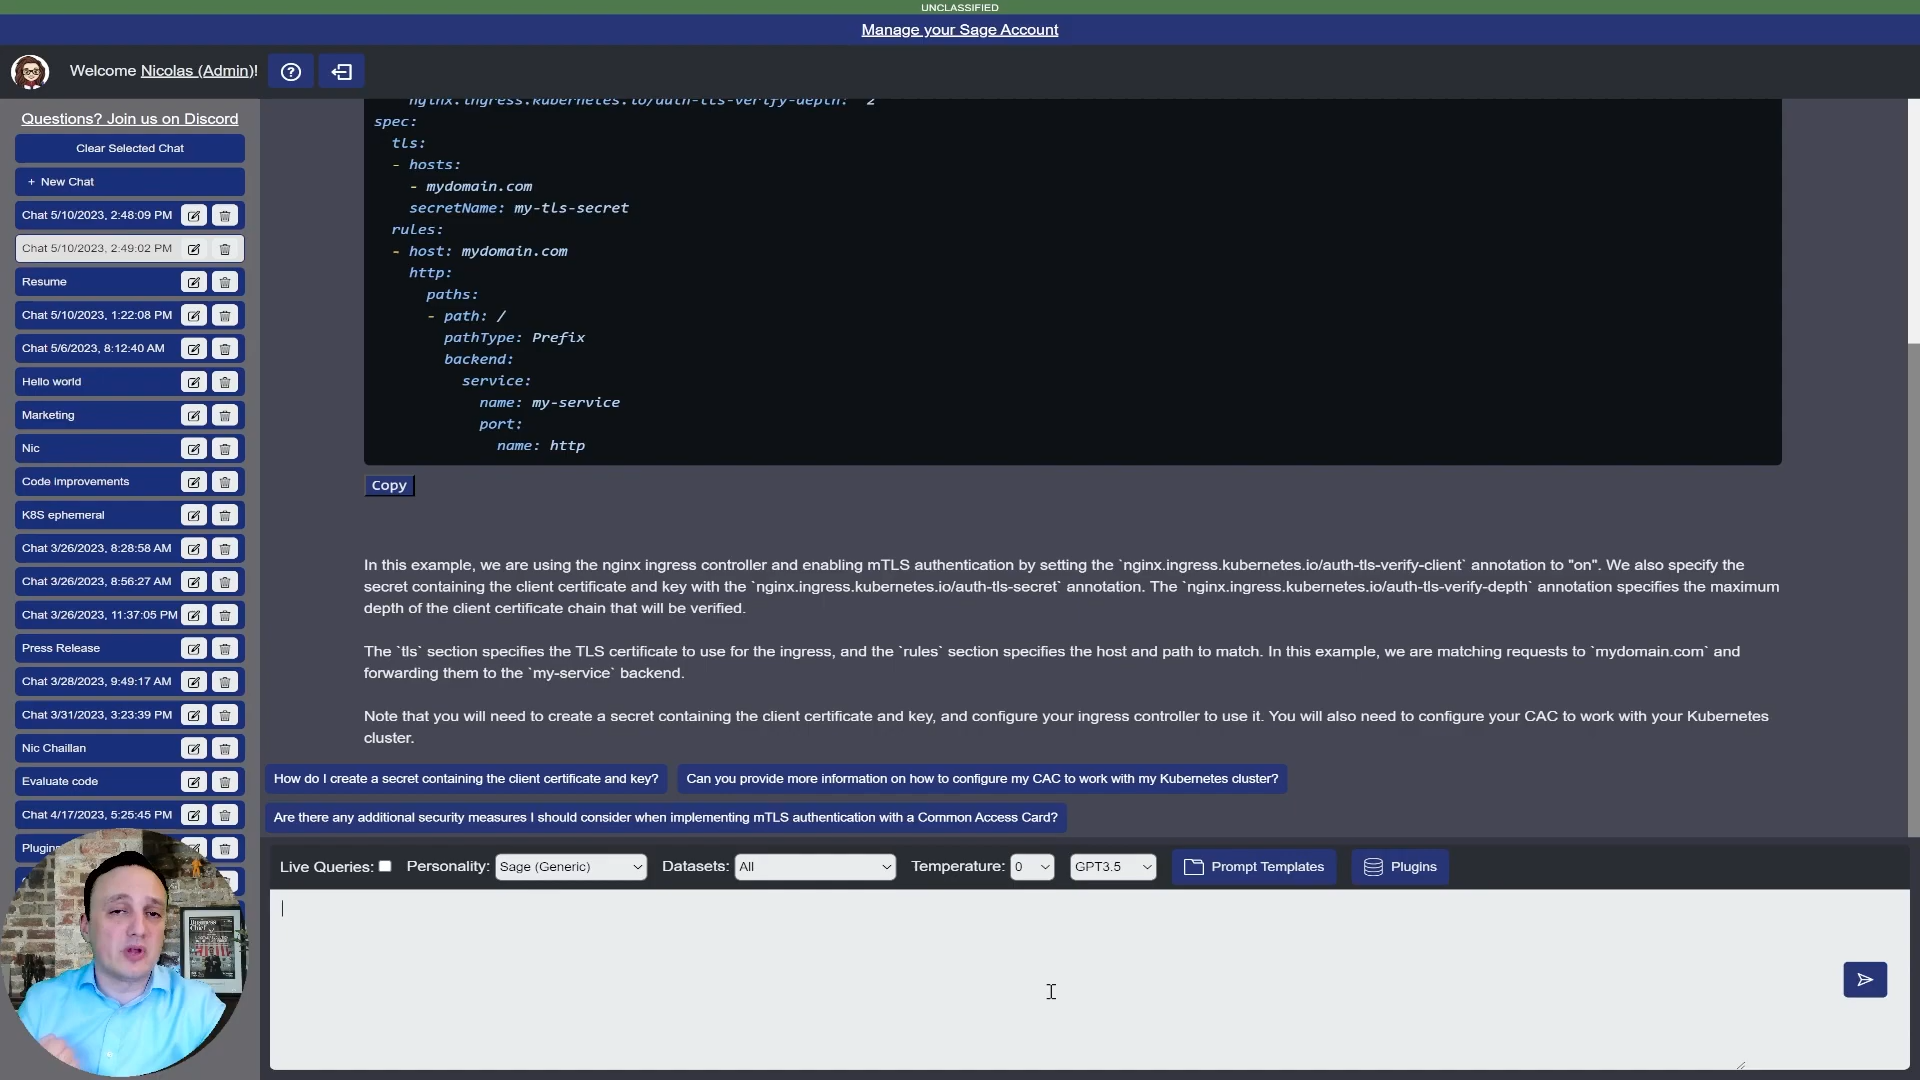 UNCLASSIFIED
Manage your Sage Account
Welcome Nicolas (Admin)!
Questions? Join us on Discord
Clear Selected Chat
+ New Chat
Chat 5/10/2023, 2:48:09 PM
Chat 5/10/2023, 2:49:02 PM
Resume
Chat 5/10/2023, 1:22:08 PM
Chat 5/6/2023, 8:12:40 AM
Hello world
Marketing
Nic
Code improvements
K8S ephemeral
Chat 3/26/2023, 8:28:58 AM
Chat 3/26/2023, 8:56:27 AM
Chat 3/26/2023, 11:37:05 PM
Press Release
Chat 3/28/2023, 9:49:17 AM
Chat 3/31/2023, 3:23:39 PM
Nic Chaillan
Evaluate code
Chat 4/17/2023, 5:25:45 PM
Plugin
nginx.ingress.kubernetes.io/auth-tls-verify-depth: "2"
spec:
tls:
- hosts:
- mydomain.com
secretName: my-tls-secret
rules:
- host: mydomain.com
http:
paths:
- path: /
pathType: Prefix
backend:
service:
name: my-service
port:
name: http
Copy
In this example, we are using the nginx ingress controller and enabling mTLS authentication by setting the `nginx.ingress.kubernetes.io/auth-tls-verify-client` annotation to "on". We also specify the
secret containing the client certificate and key with the `nginx.ingress.kubernetes.io/auth-tls-secret` annotation. The `nginx.ingress.kubernetes.io/auth-tls-verify-depth` annotation specifies the maximum
depth of the client certificate chain that will be verified.
The `tls` section specifies the TLS certificate to use for the ingress, and the `rules` section specifies the host and path to match. In this example, we are matching requests to `mydomain.com` and
forwarding them to the `my-service` backend.
Note that you will need to create a secret containing the client certificate and key, and configure your ingress controller to use it. You will also need to configure your CAC to work with your Kubernetes
cluster.
How do I create a secret containing the client certificate and key?
Can you provide more information on how to configure my CAC to work with my Kubernetes cluster?
Are there any additional security measures I should consider when implementing mTLS authentication with a Common Access Card?
Live Queries: Personality: Sage (Generic) Datasets: All Temperature: 0 GPT3.5 Prompt Templates Plugins